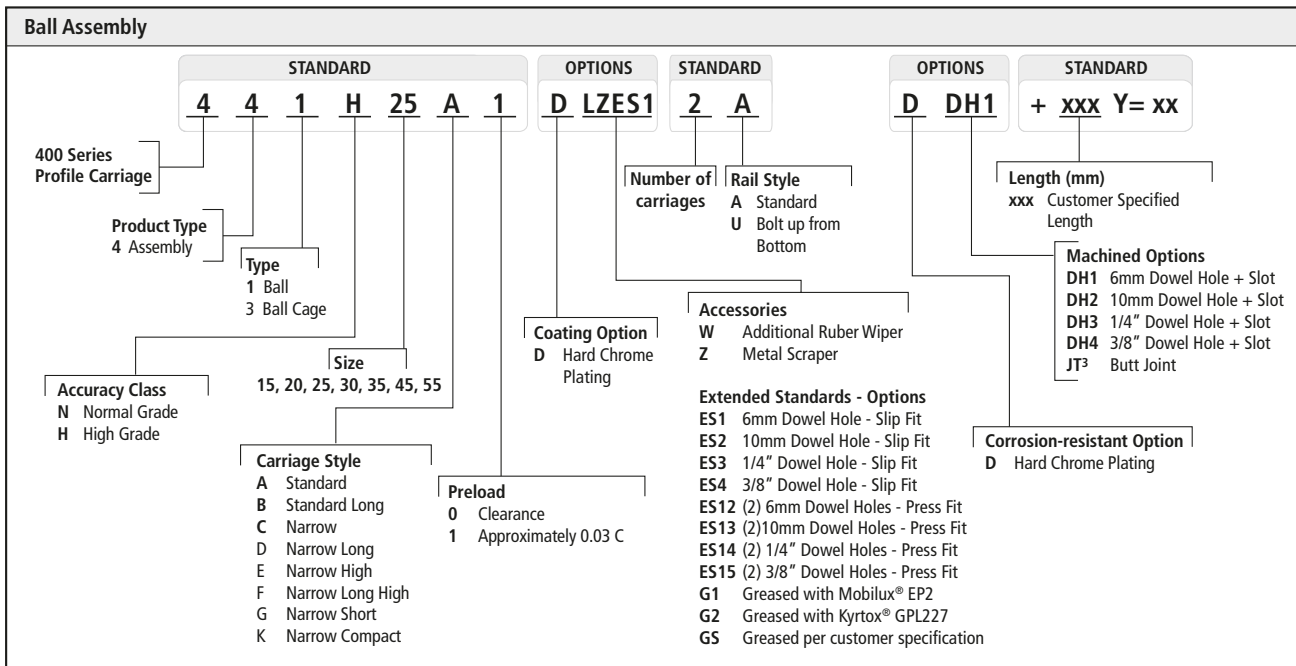 Ball Assembly
STANDARD
OPTIONS
STANDARD
OPTIONS
STANDARD
4 4 1 H 25 A 1
D LZES1
2 A
D DH1
+ xxx Y= xx
400 Series
Profile Carriage
Product Type
4 Assembly
Type
1 Ball
3 Ball Cage
Accuracy Class
N Normal Grade
H High Grade
Size
15, 20, 25, 30, 35, 45, 55
Carriage Style
A Standard
B Standard Long
C Narrow
D Narrow Long
E Narrow High
F Narrow Long High
G Narrow Short
K Narrow Compact
Preload
0 Clearance
1 Approximately 0.03 C
Coating Option
D Hard Chrome
Plating
Number of
carriages
Rail Style
A Standard
U Bolt up from
Bottom
Accessories
W Additional Ruber Wiper
Z Metal Scraper
Extended Standards - Options
ES1 6mm Dowel Hole - Slip Fit
ES2 10mm Dowel Hole - Slip Fit
ES3 1/4″ Dowel Hole - Slip Fit
ES4 3/8″ Dowel Hole - Slip Fit
ES12 (2) 6mm Dowel Holes - Press Fit
ES13 (2)10mm Dowel Holes - Press Fit
ES14 (2) 1/4″ Dowel Holes - Press Fit
ES15 (2) 3/8″ Dowel Holes - Press Fit
G1 Greased with Mobilux® EP2
G2 Greased with Kyrtox® GPL227
GS Greased per customer specification
Length (mm)
xxx Customer Specified
Length
Machined Options
DH1 6mm Dowel Hole + Slot
DH2 10mm Dowel Hole + Slot
DH3 1/4″ Dowel Hole + Slot
DH4 3/8″ Dowel Hole + Slot
JT³ Butt Joint
Corrosion-resistant Option
D Hard Chrome Plating